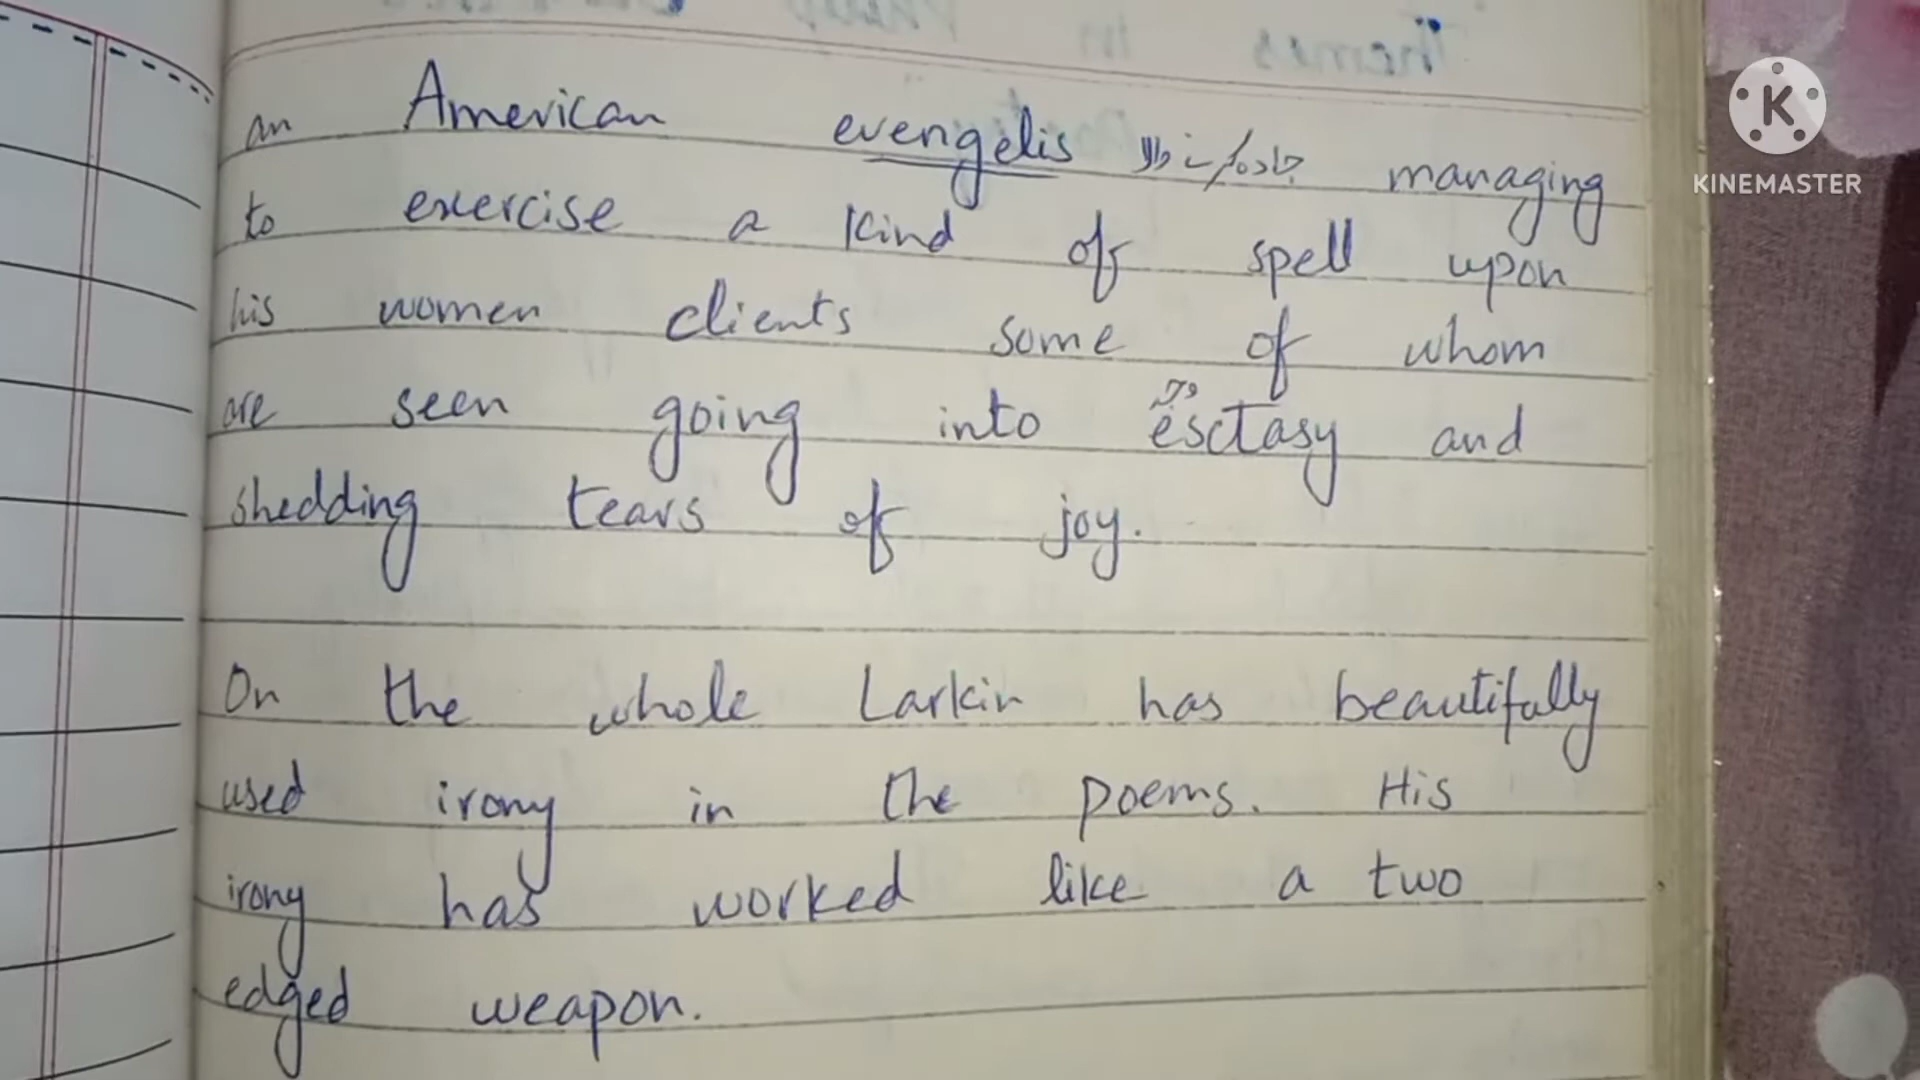 an American evengelis managing
to exercise a kind of spell upon
his women clients some of whom
are seen going into esctasy and
shedding tears of joy.
On the whole Larkin has beautifully
used irony in the poems. His
irony has worked like a two
edged weapon.
KINEMASTER